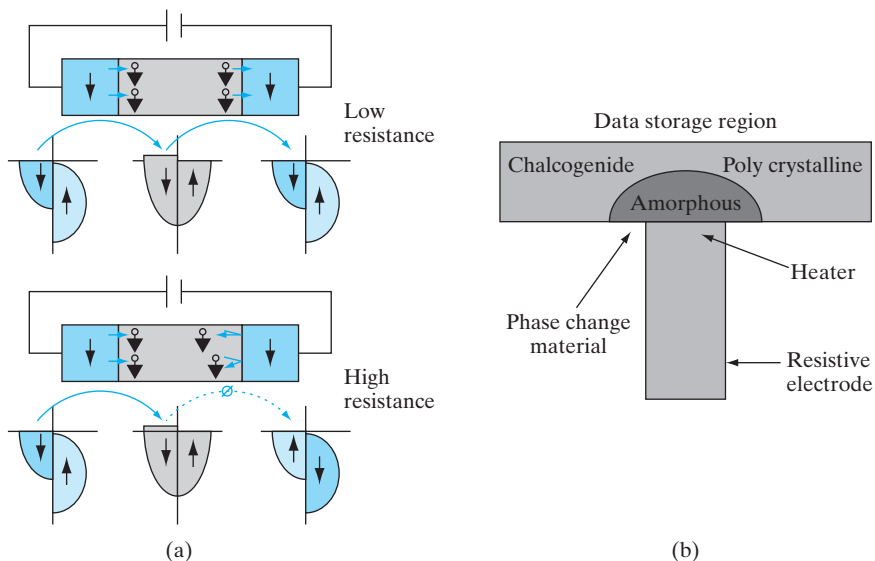 Low
resistance
High
resistance
(a)
Data storage region
Chalcogenide
Poly crystalline
Amorphous
Heater
Phase change
material
Resistive
electrode
(b)